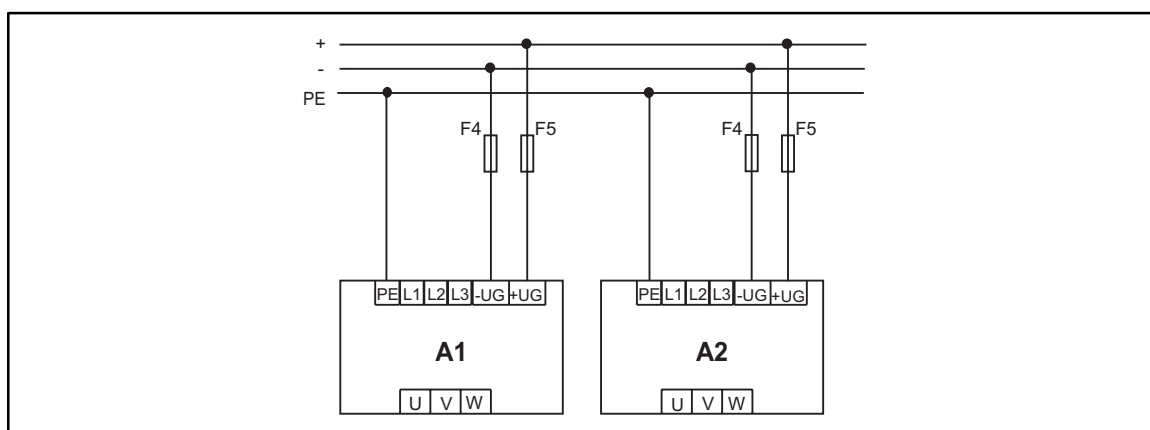 +
-
PE
F4 F5 F4 F5
PE L1 L2 L3 -UG +UG PE L1 L2 L3 -UG +UG
A1 A2
U V W U V W